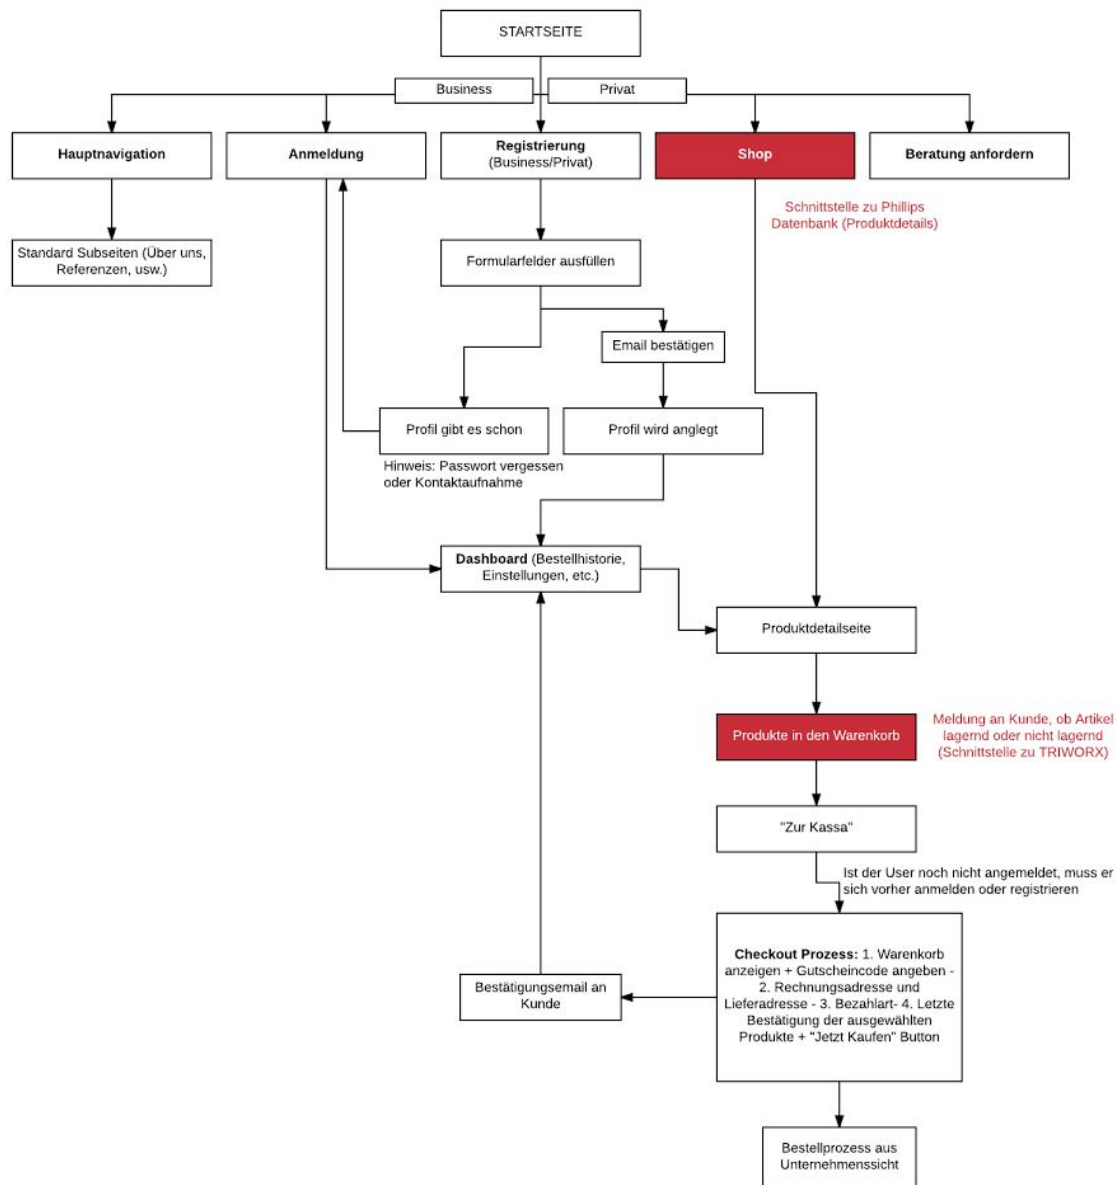 STARTSEITE
Business
Privat
Hauptnavigation
Anmeldung
Registrierung
(Business/Privat)
Shop
Beratung anfordern
Schnittstelle zu Phillips
Datenbank (Produktdetails)
Standard Subseiten (Über uns,
Referenzen, usw.)
Formularfelder ausfüllen
Email bestätigen
Profil gibt es schon
Profil wird anglegt
Hinweis: Passwort vergessen
oder Kontaktaufnahme
Dashboard (Bestellhistorie,
Einstellungen, etc.)
Produktdetailseite
Produkte in den Warenkorb
Meldung an Kunde, ob Artikel
lagernd oder nicht lagernd
(Schnittstelle zu TRIWORX)
"Zur Kassa"
Ist der User noch nicht angemeldet, muss er
sich vorher anmelden oder registrieren
Checkout Prozess: 1. Warenkorb
anzeigen + Gutscheincode angeben -
2. Rechnungsadresse und
Lieferadresse - 3. Bezahlart- 4. Letzte
Bestätigung der ausgewählten
Produkte + "Jetzt Kaufen" Button
Bestätigungsemail an
Kunde
Bestellprozess aus
Unternehmenssicht